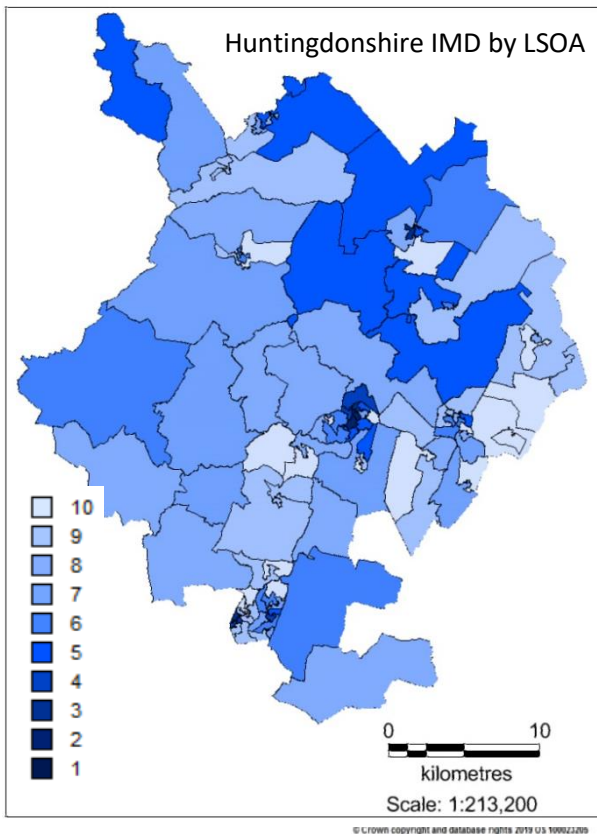 Huntingdonshire IMD by LSOA
10
9
8
7
6
5
4
3
2
1
0 10
kilometres
Scale: 1:213,200
© Crown copyright and database rights 2019 OS 100023205